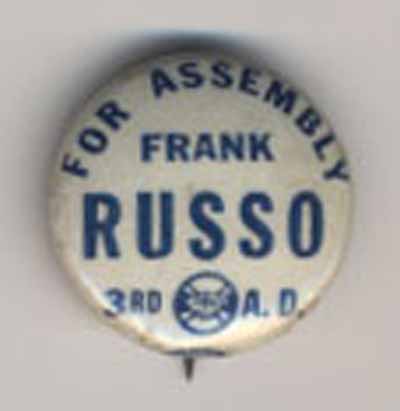 FOR ASSEMBLY
FRANK
RUSSO
3RD A. D.